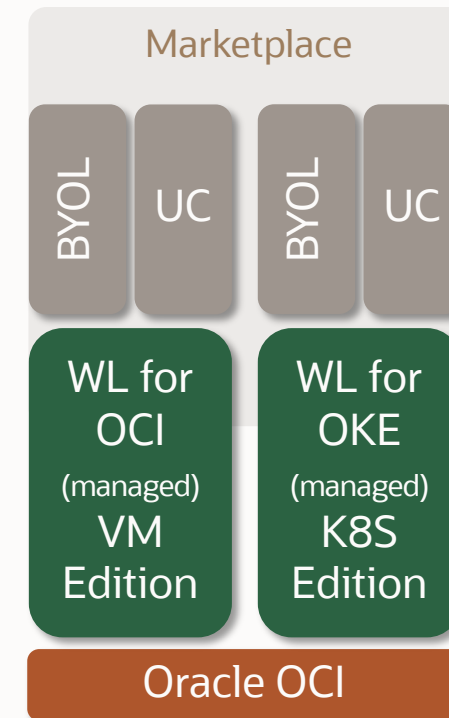 Marketplace
BYOL
UC
BYOL
UC
WL for
OCI
(managed)
VM
Edition
WL for
OKE
(managed)
K8S
Edition
Oracle OCI